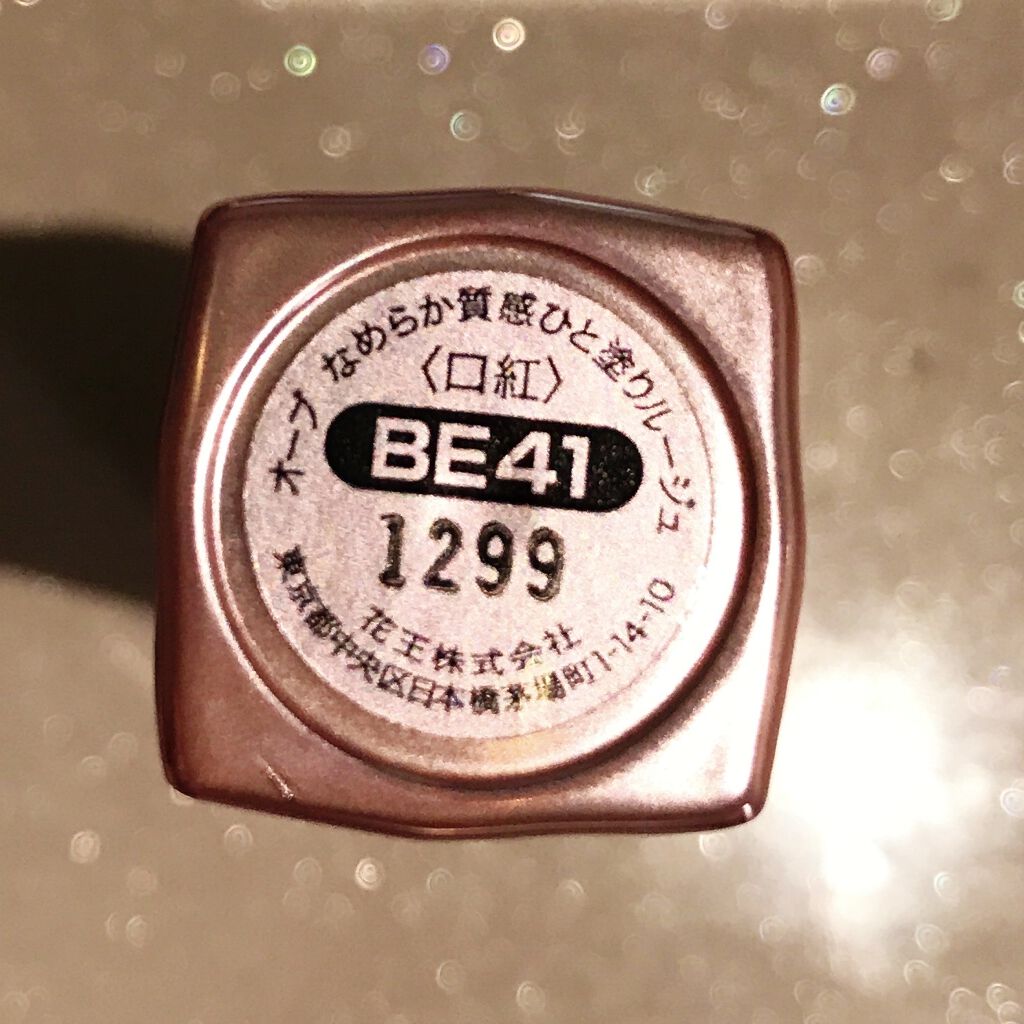 オーブ なめらか質感ひと塗りルージュ
〈口紅〉
BE41
1299
花王株式会社
東京都中央区日本橋茅場町1-14-10